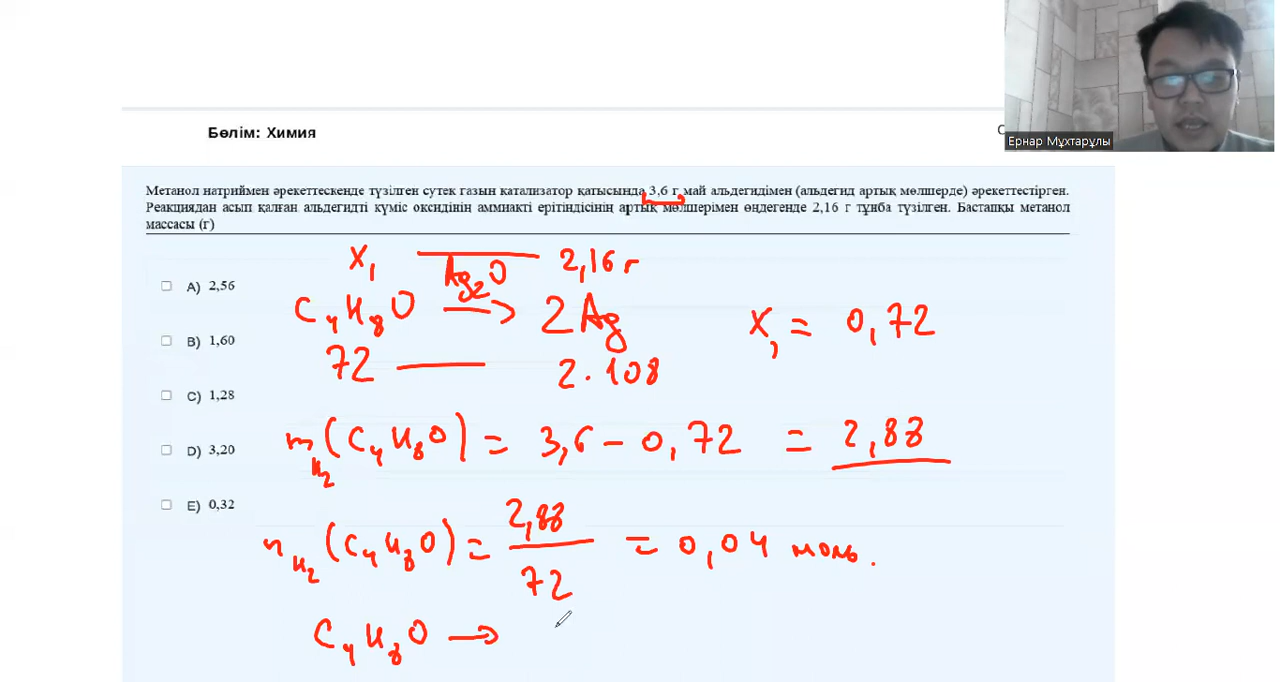 Бөлім: Химия
С
Ернар Мұхтарұлы
Метанол натриймен әрекеттескенде түзілген сутек газын катализатор қатысында 3,6 г май альдегидімен (альдегид артық мөлшерде) әрекеттестірген.
Реакциядан асып қалған альдегидті күміс оксидінің аммиакті ерітіндісінің артық мөлшерімен өңдегенде 2,16 г тұнба түзілген. Бастапқы метанол
массасы (г)
A) 2,56
B) 1,60
C) 1,28
D) 3,20
E) 0,32
X₁ Ag₂O 2,16 г
C₄H₈O → 2Ag X₁ = 0,72
72 2·108
m H₂ (C₄H₈O) = 3,6 – 0,72 = 2,88
n H₂ (C₄H₈O) = 2,88 / 72 = 0,04 моль.
C₄H₈O →